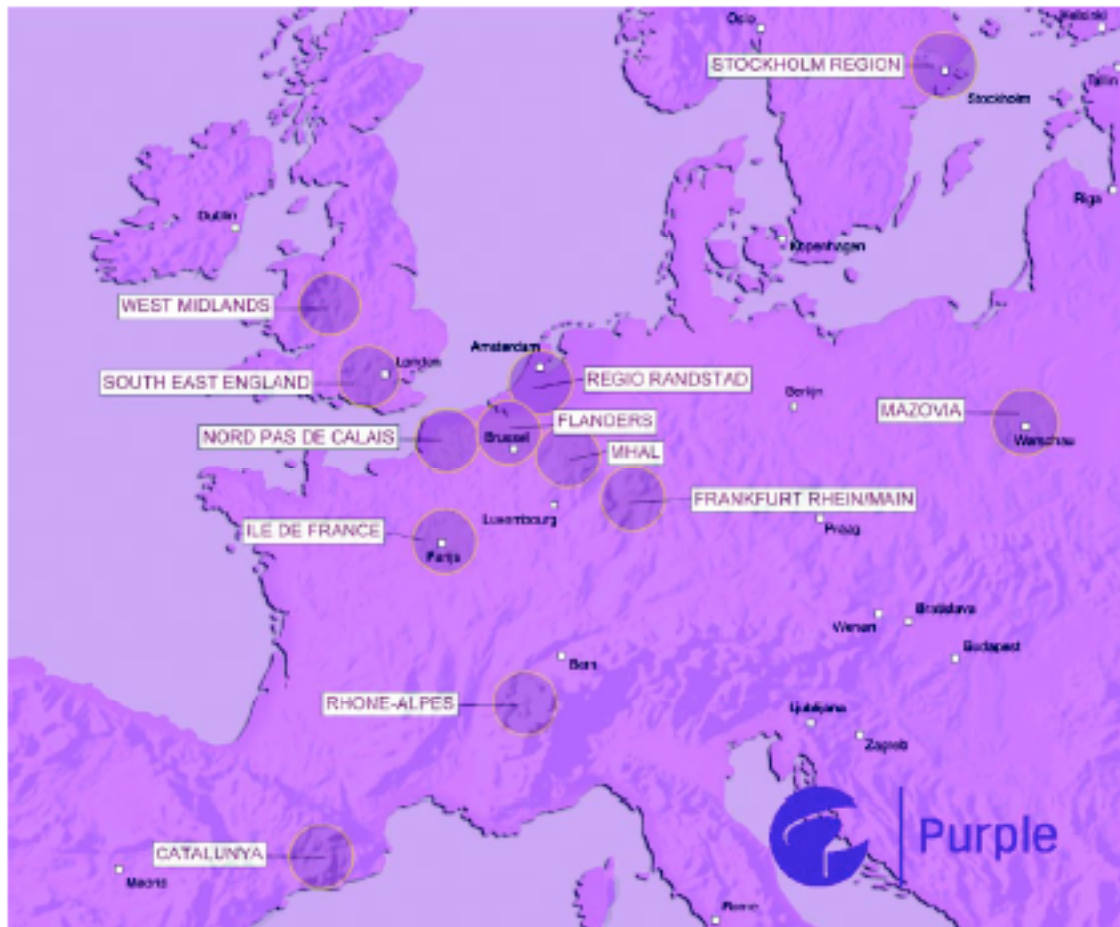 Oslo
Helsinki
STOCKHOLM REGION
Tallin
Stockholm
Riga
Dublin
Kopenhagen
WEST MIDLANDS
Amsterdam
London
SOUTH EAST ENGLAND
REGIO RANDSTAD
Berlijn
MAZOVIA
FLANDERS
NORD PAS DE CALAIS
Brussel
Warschau
MHAL
FRANKFURT RHEIN/MAIN
Luxembourg
Praag
ILE DE FRANCE
Parijs
Bratislava
Wenen
Budapest
Bern
RHONE-ALPES
Ljubljana
Zagreb
Purple
CATALUNYA
Madrid
Rome